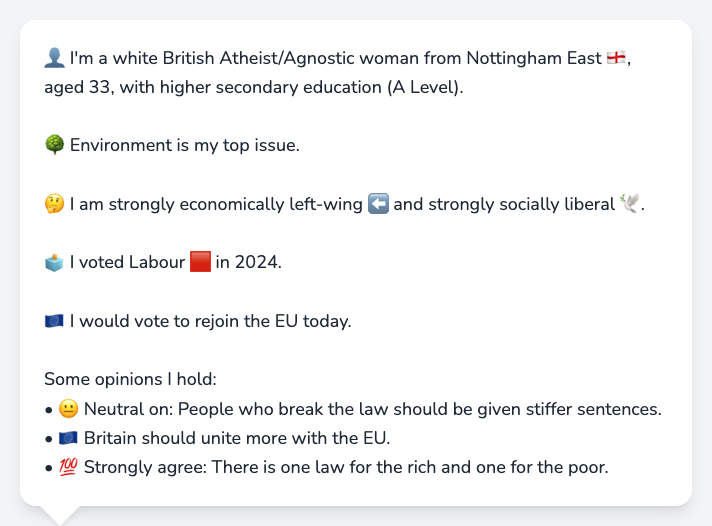 👤 I'm a white British Atheist/Agnostic woman from Nottingham East 🏴󠁧󠁢󠁥󠁮󠁧󠁿,
aged 33, with higher secondary education (A Level).
🌳 Environment is my top issue.
🤔 I am strongly economically left-wing ⬅️ and strongly socially liberal 🕊️.
🗳️ I voted Labour 🟥 in 2024.
🇪🇺 I would vote to rejoin the EU today.
Some opinions I hold:
• 😐 Neutral on: People who break the law should be given stiffer sentences.
• 🇪🇺 Britain should unite more with the EU.
• 💯 Strongly agree: There is one law for the rich and one for the poor.